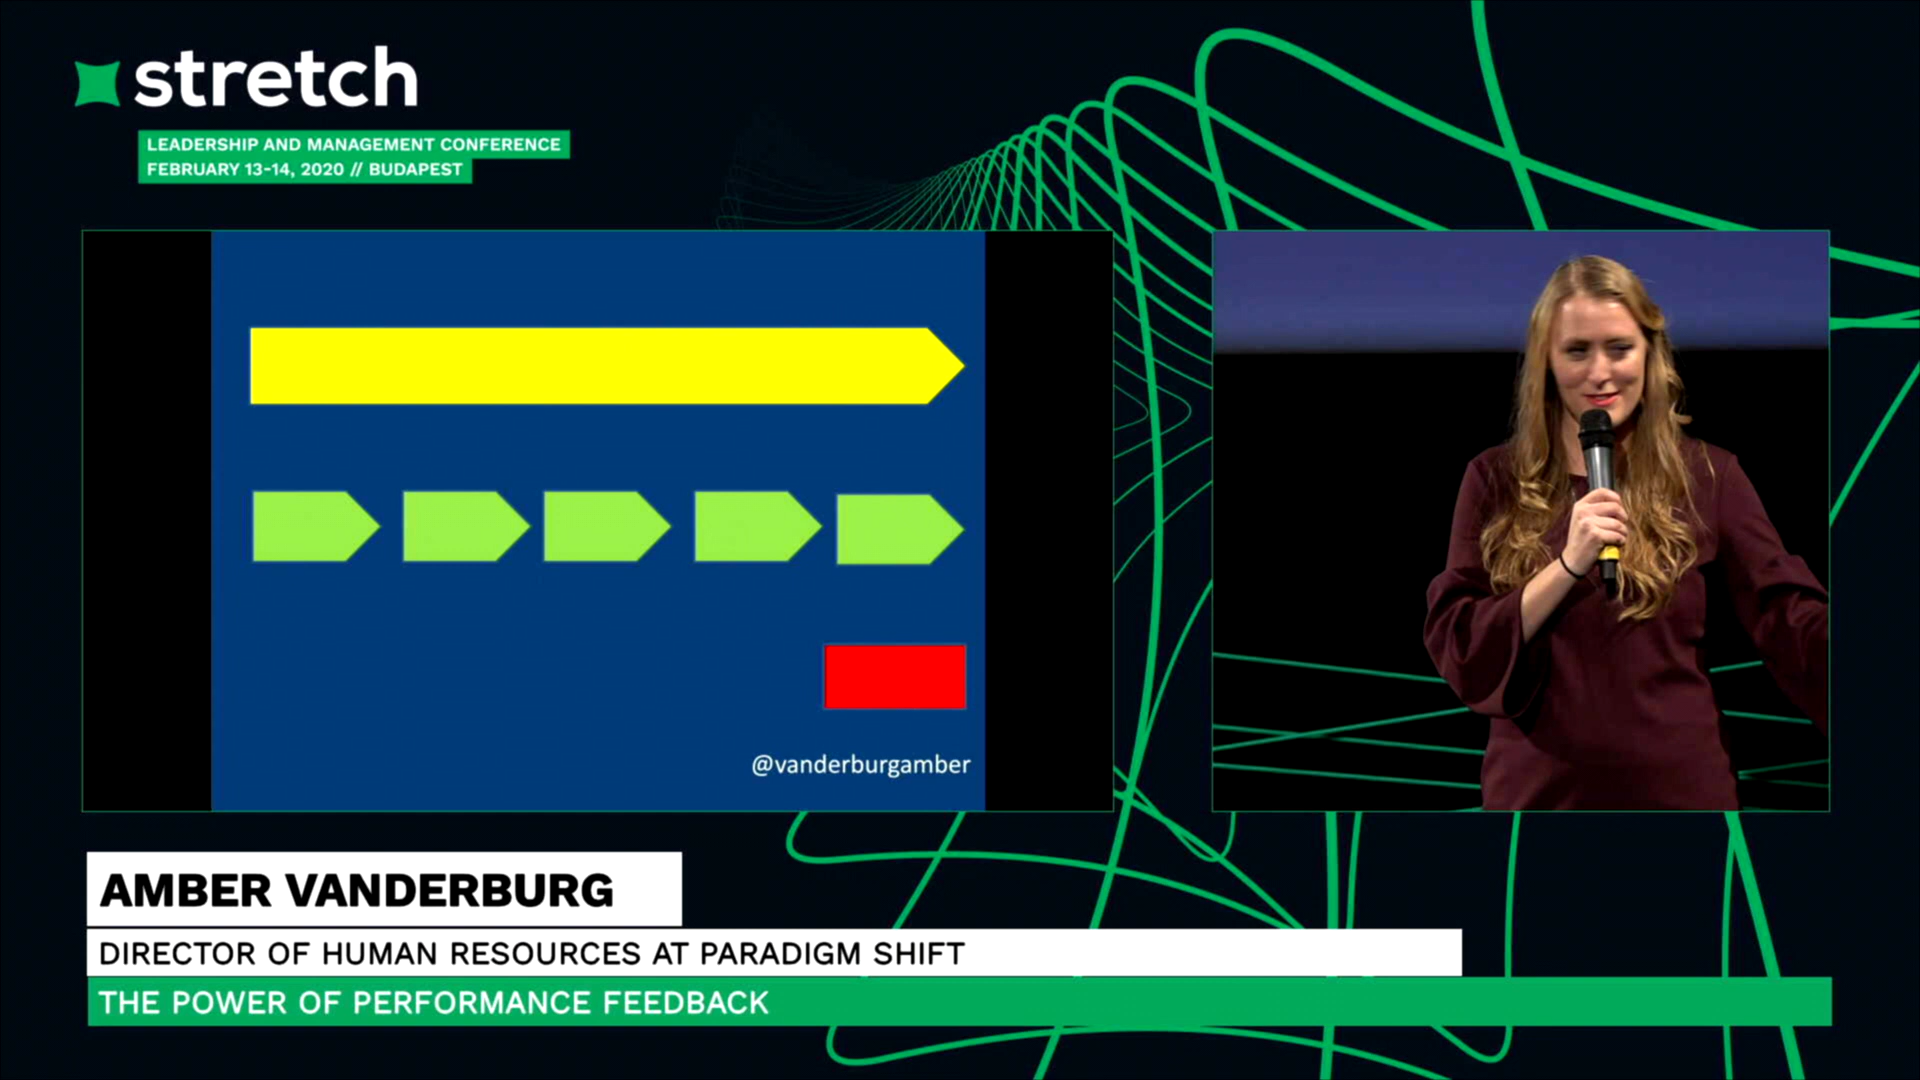 stretch
LEADERSHIP AND MANAGEMENT CONFERENCE
FEBRUARY 13-14, 2020 // BUDAPEST
@vanderburgamber
AMBER VANDERBURG
DIRECTOR OF HUMAN RESOURCES AT PARADIGM SHIFT
THE POWER OF PERFORMANCE FEEDBACK